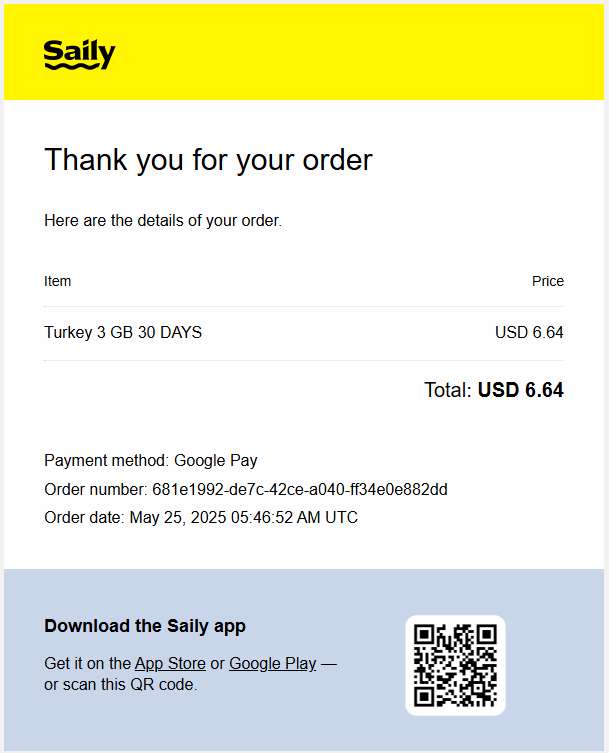 Saily
Thank you for your order
Here are the details of your order.
Item Price
Turkey 3 GB 30 DAYS USD 6.64
Total: USD 6.64
Payment method: Google Pay
Order number: 681e1992-de7c-42ce-a040-ff34e0e882dd
Order date: May 25, 2025 05:46:52 AM UTC
Download the Saily app
Get it on the App Store or Google Play —
or scan this QR code.